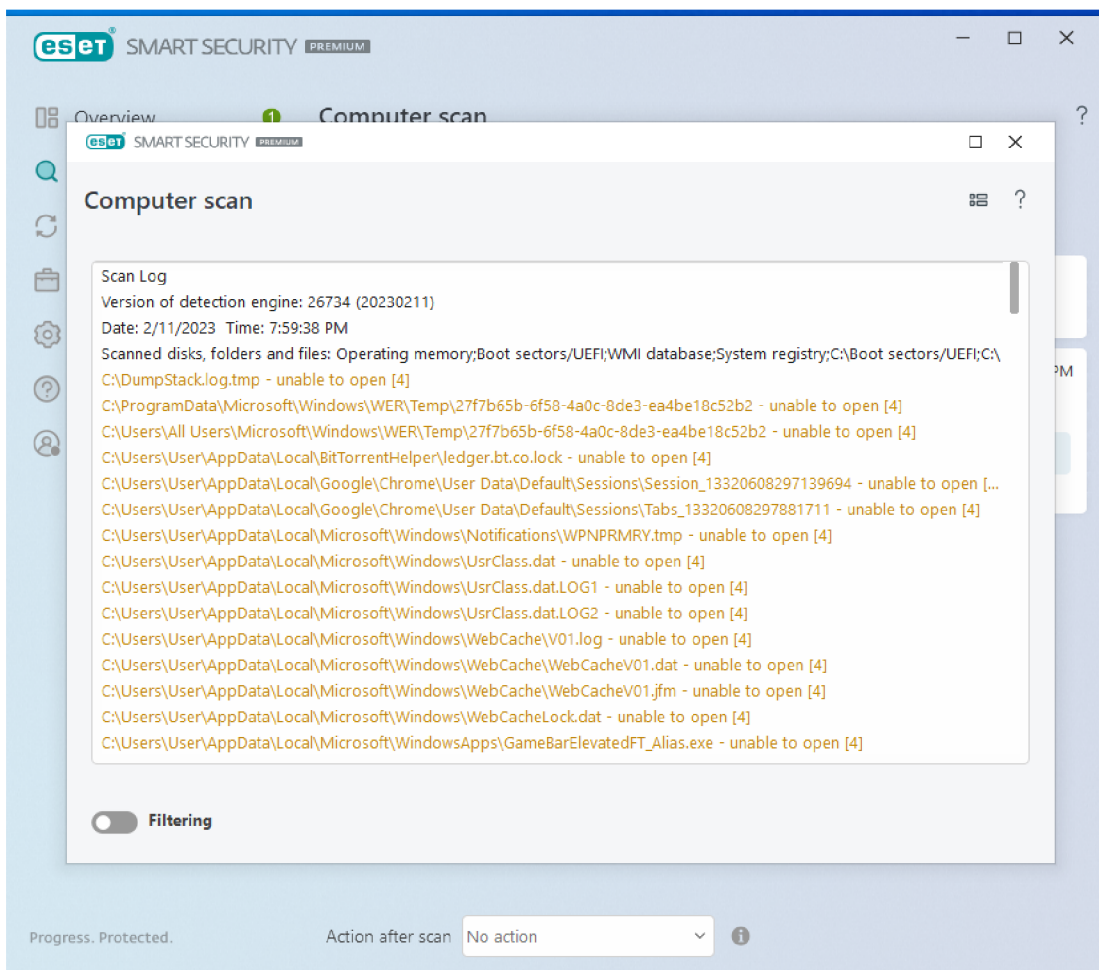 eset® SMART SECURITY PREMIUM
Overview 1 Computer scan ?
eset SMART SECURITY PREMIUM
Computer scan ?
Scan Log
Version of detection engine: 26734 (20230211)
Date: 2/11/2023 Time: 7:59:38 PM
Scanned disks, folders and files: Operating memory;Boot sectors/UEFI;WMI database;System registry;C:\Boot sectors/UEFI;C:\
C:\DumpStack.log.tmp - unable to open [4]
C:\ProgramData\Microsoft\Windows\WER\Temp\27f7b65b-6f58-4a0c-8de3-ea4be18c52b2 - unable to open [4]
C:\Users\All Users\Microsoft\Windows\WER\Temp\27f7b65b-6f58-4a0c-8de3-ea4be18c52b2 - unable to open [4]
C:\Users\User\AppData\Local\BitTorrentHelper\ledger.bt.co.lock - unable to open [4]
C:\Users\User\AppData\Local\Google\Chrome\User Data\Default\Sessions\Session_13320608297139694 - unable to open [...
C:\Users\User\AppData\Local\Google\Chrome\User Data\Default\Sessions\Tabs_13320608297881711 - unable to open [4]
C:\Users\User\AppData\Local\Microsoft\Windows\Notifications\WPNPRMRY.tmp - unable to open [4]
C:\Users\User\AppData\Local\Microsoft\Windows\UsrClass.dat - unable to open [4]
C:\Users\User\AppData\Local\Microsoft\Windows\UsrClass.dat.LOG1 - unable to open [4]
C:\Users\User\AppData\Local\Microsoft\Windows\UsrClass.dat.LOG2 - unable to open [4]
C:\Users\User\AppData\Local\Microsoft\Windows\WebCache\V01.log - unable to open [4]
C:\Users\User\AppData\Local\Microsoft\Windows\WebCache\WebCacheV01.dat - unable to open [4]
C:\Users\User\AppData\Local\Microsoft\Windows\WebCache\WebCacheV01.jfm - unable to open [4]
C:\Users\User\AppData\Local\Microsoft\Windows\WebCacheLock.dat - unable to open [4]
C:\Users\User\AppData\Local\Microsoft\WindowsApps\GameBarElevatedFT_Alias.exe - unable to open [4]
PM
Filtering
Progress. Protected. Action after scan No action